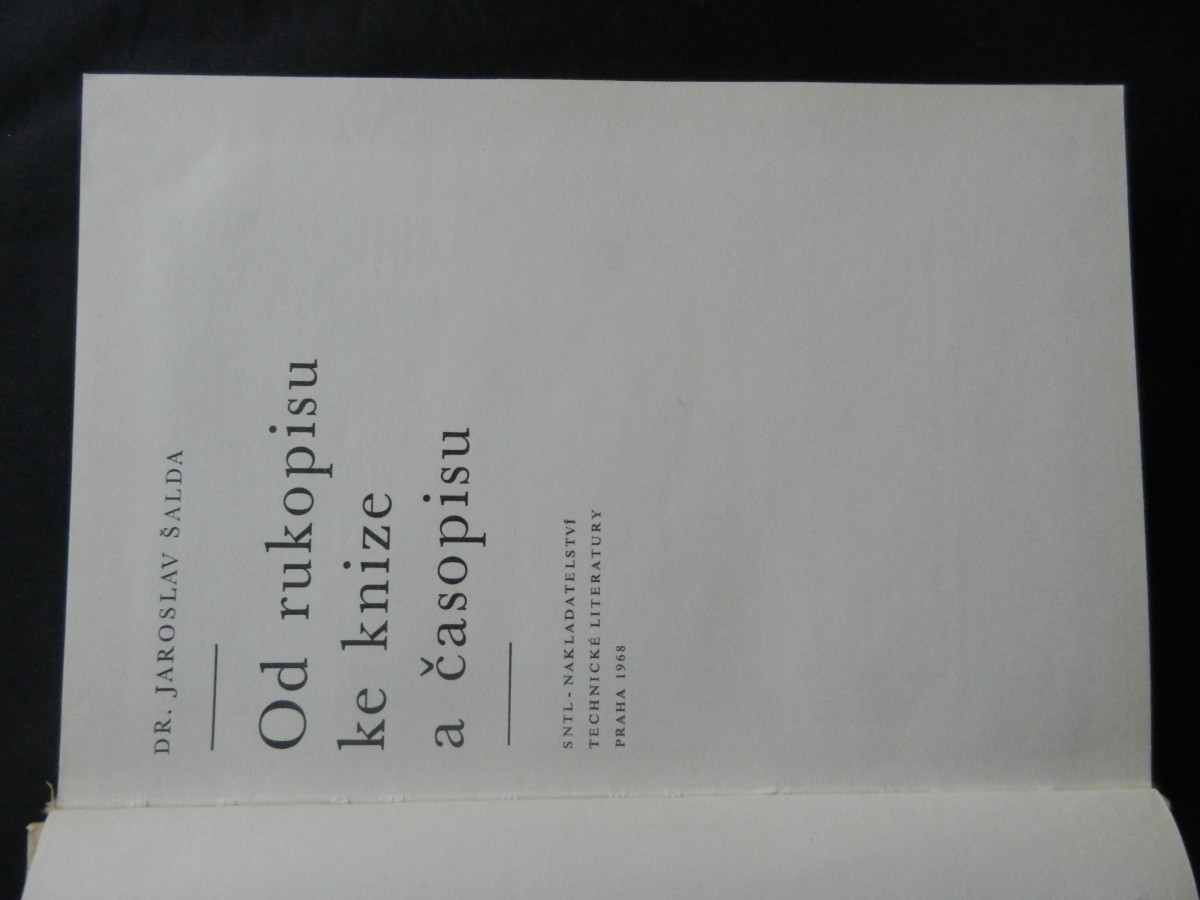 DR. JAROSLAV ŠALDA
Od rukopisu
ke knize
a časopisu
SNTL - NAKLADATELSTVÍ
TECHNICKÉ LITERATURY
PRAHA 1968